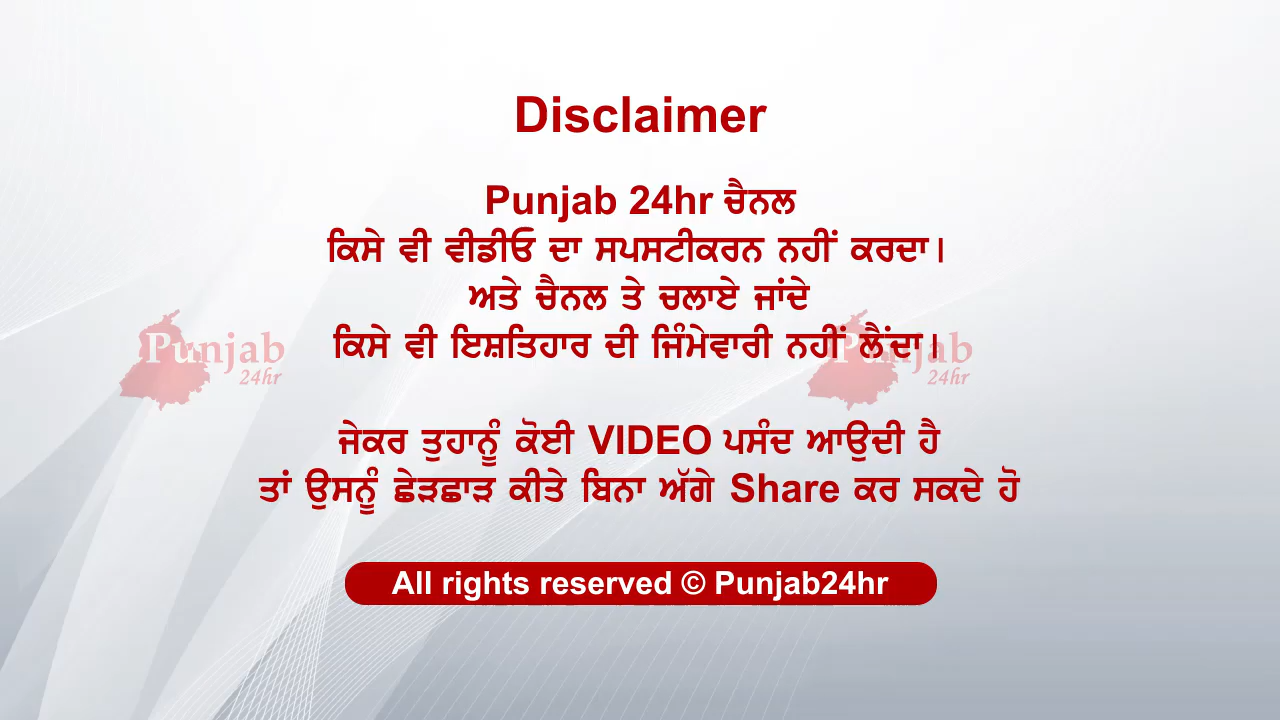 Disclaimer
Punjab 24hr ਚੈਨਲ
ਕਿਸੇ ਵੀ ਵੀਡੀਓ ਦਾ ਸਪਸਟੀਕਰਨ ਨਹੀਂ ਕਰਦਾ।
ਅਤੇ ਚੈਨਲ ਤੇ ਚਲਾਏ ਜਾਂਦੇ
ਕਿਸੇ ਵੀ ਇਸ਼ਤਿਹਾਰ ਦੀ ਜਿੰਮੇਵਾਰੀ ਨਹੀਂ ਲੈਂਦਾ।
Punjab
24hr
Punjab
24hr
ਜੇਕਰ ਤੁਹਾਨੂੰ ਕੋਈ VIDEO ਪਸੰਦ ਆਉਦੀ ਹੈ
ਤਾਂ ਉਸਨੂੰ ਛੇੜਛਾੜ ਕੀਤੇ ਬਿਨਾ ਅੱਗੇ Share ਕਰ ਸਕਦੇ ਹੋ
All rights reserved © Punjab24hr